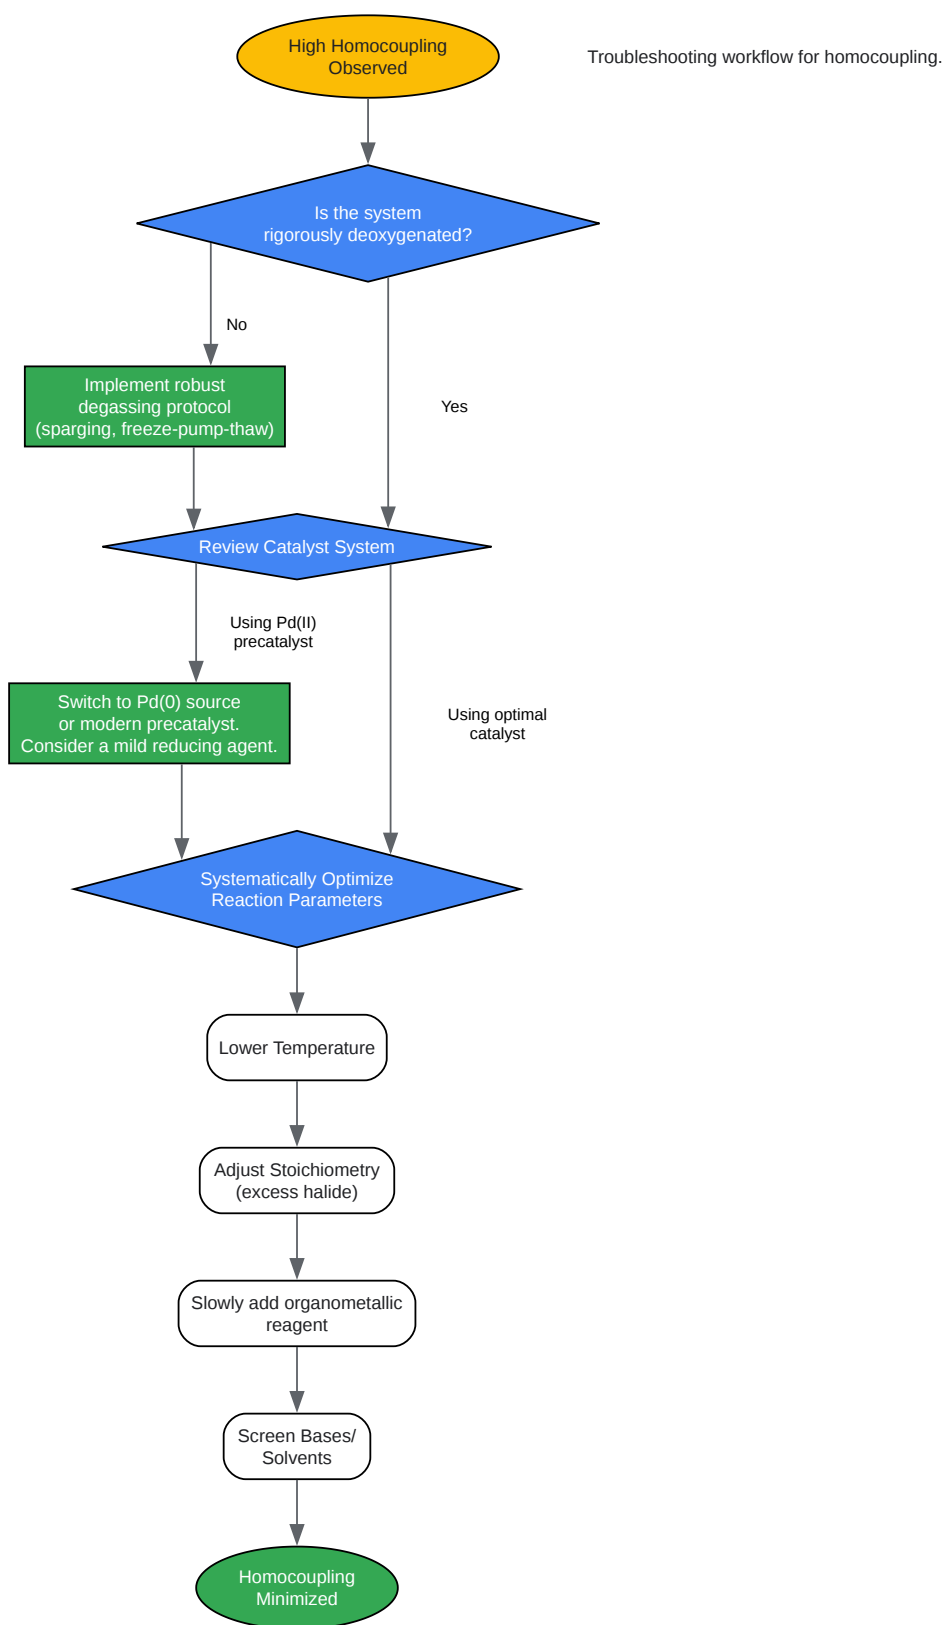 High Homocoupling
Observed
Troubleshooting workflow for homocoupling.
Is the system
rigorously deoxygenated?
No
Implement robust
degassing protocol
(sparging, freeze-pump-thaw)
Yes
Review Catalyst System
Using Pd(II)
precatalyst
Switch to Pd(0) source
or modern precatalyst.
Consider a mild reducing agent.
Using optimal
catalyst
Systematically Optimize
Reaction Parameters
Lower Temperature
Adjust Stoichiometry
(excess halide)
Slowly add organometallic
reagent
Screen Bases/
Solvents
Homocoupling
Minimized